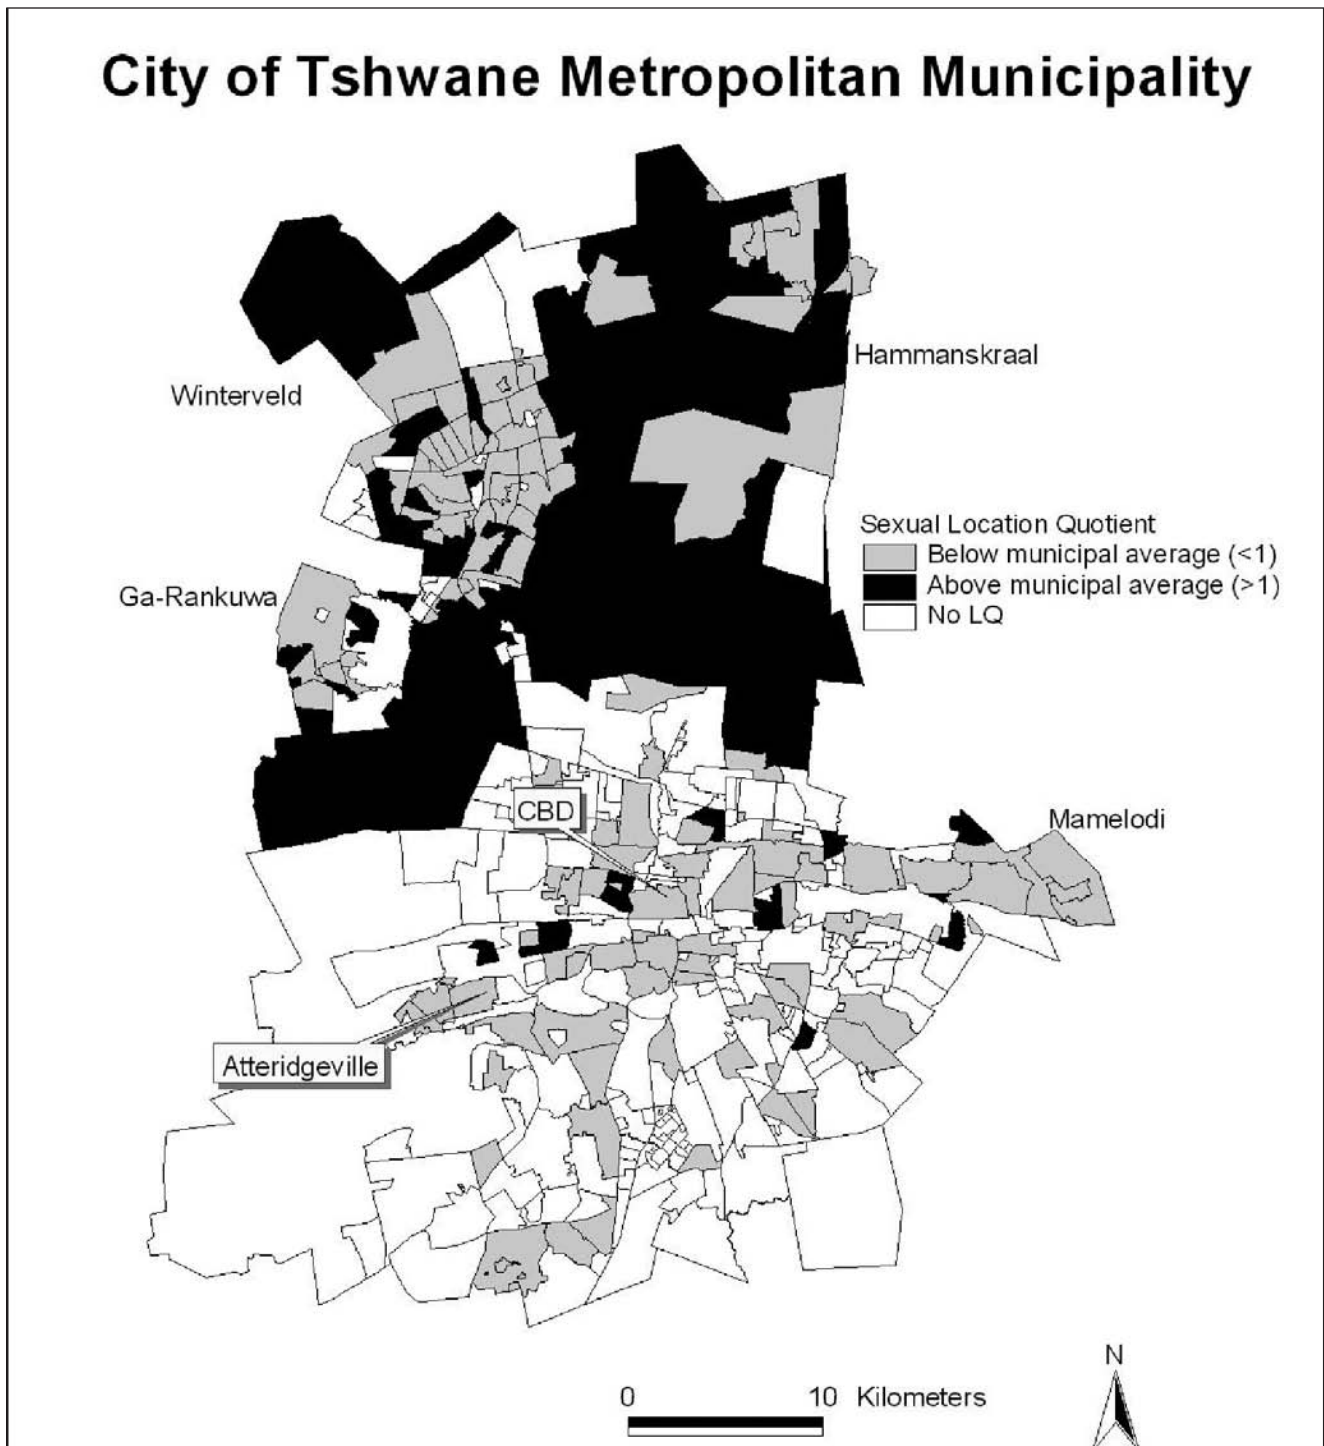 City of Tshwane Metropolitan Municipality
Hammanskraal
Winterveld
Sexual Location Quotient
Below municipal average (<1)
Above municipal average (>1)
No LQ
Ga-Rankuwa
CBD
Mamelodi
Atteridgeville
N
0 10 Kilometers